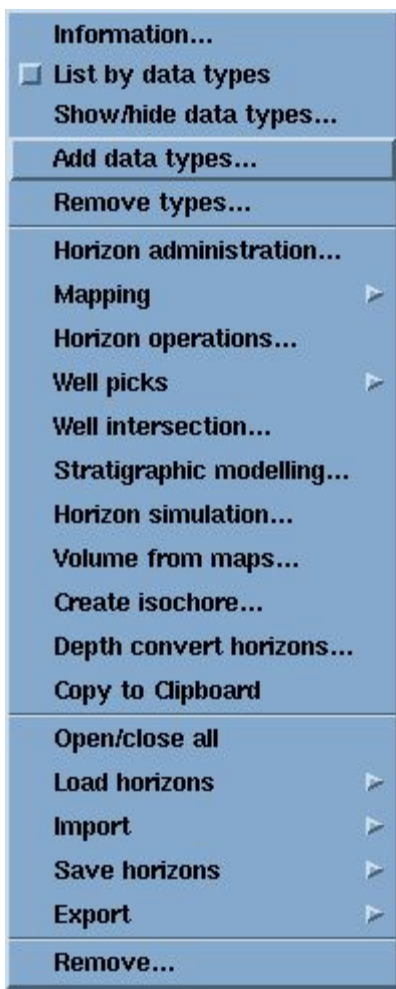 Information...
List by data types
Show/hide data types...
Add data types...
Remove types...
Horizon administration...
Mapping
Horizon operations...
Well picks
Well intersection...
Stratigraphic modelling...
Horizon simulation...
Volume from maps...
Create isochore...
Depth convert horizons...
Copy to Clipboard
Open/close all
Load horizons
Import
Save horizons
Export
Remove...